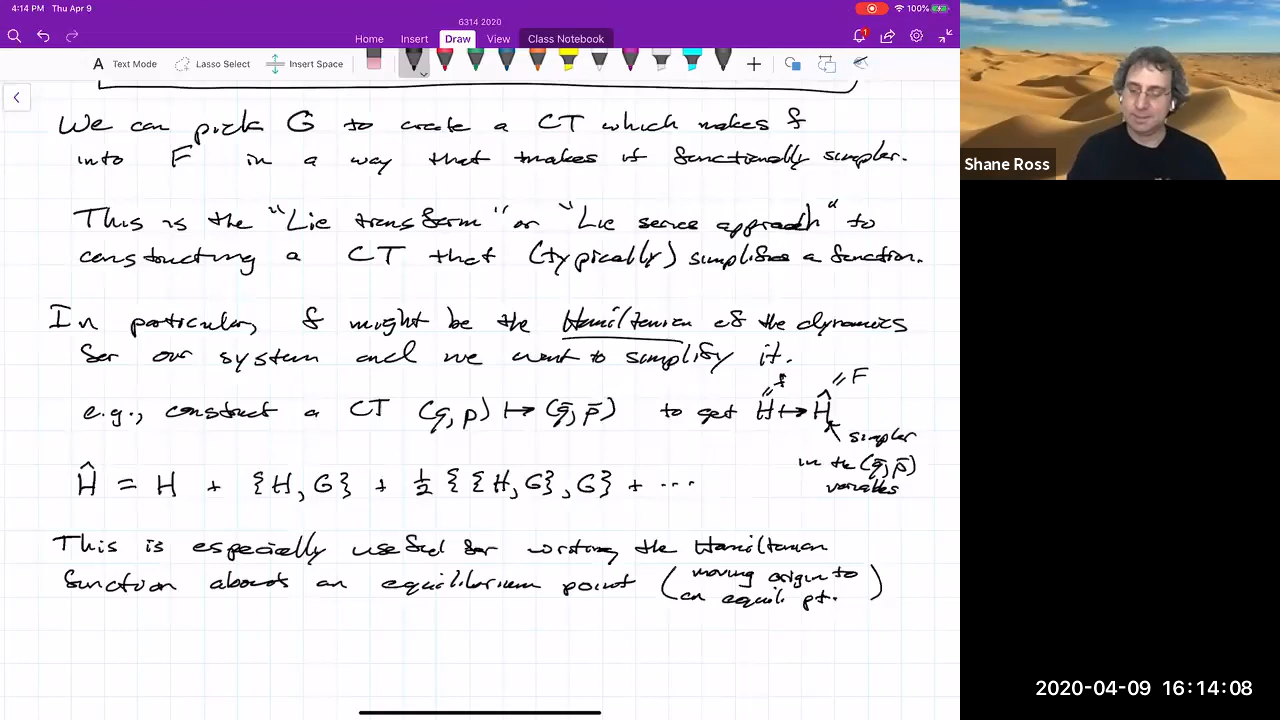 4:14 PM Thu Apr 9
100%
6314 2020
Home Insert Draw View Class Notebook
1
A Text Mode Lasso Select Insert Space
We can pick G to create a CT which makes f
into F in a way that makes it functionally simpler.
This is the "Lie transform" or "Lie series approach" to
constructing a CT that (typically) simplifies a function.
In particular, f might be the Hamiltonian of the dynamics
for our system and we want to simplify it.
e.g., construct a CT (q, p) ↦ (q̄, p̄) to get H ↦ Ĥ
= f
= F
simpler
in the (q̄, p̄)
variables
Ĥ = H + {H, G} + ½ {{H, G}, G} + ···
This is especially useful for writing the Hamiltonian
function about an equilibrium point (moving origin to
an equil. pt.)
Shane Ross
2020-04-09 16:14:08